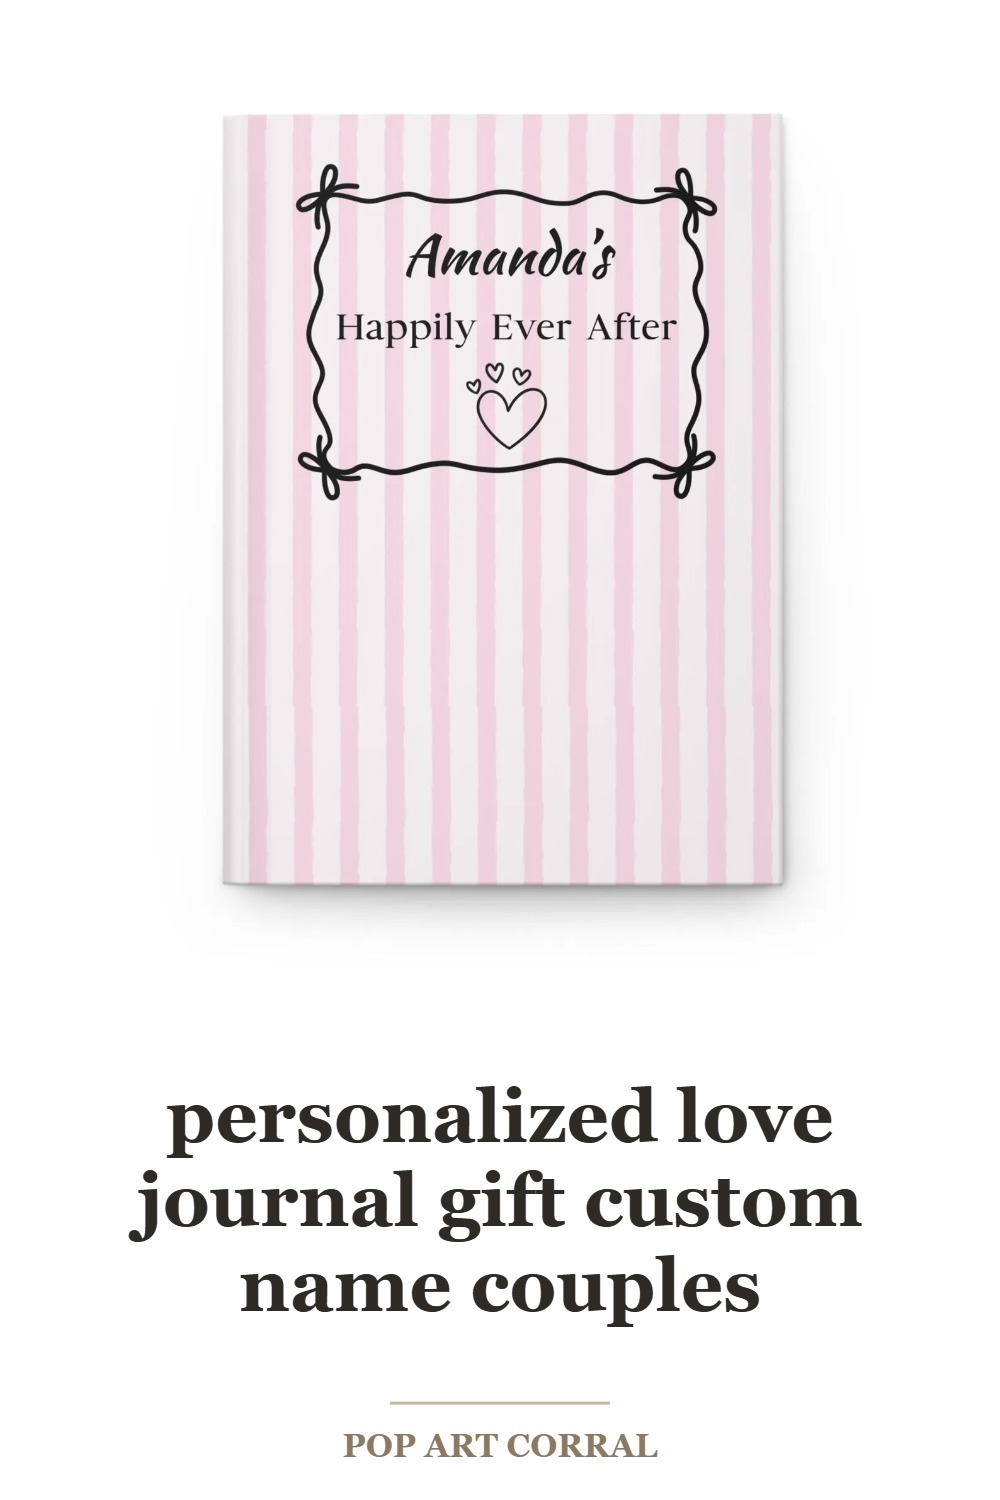 Amanda's
Happily Ever After
personalized love
journal gift custom
name couples
POP ART CORRAL